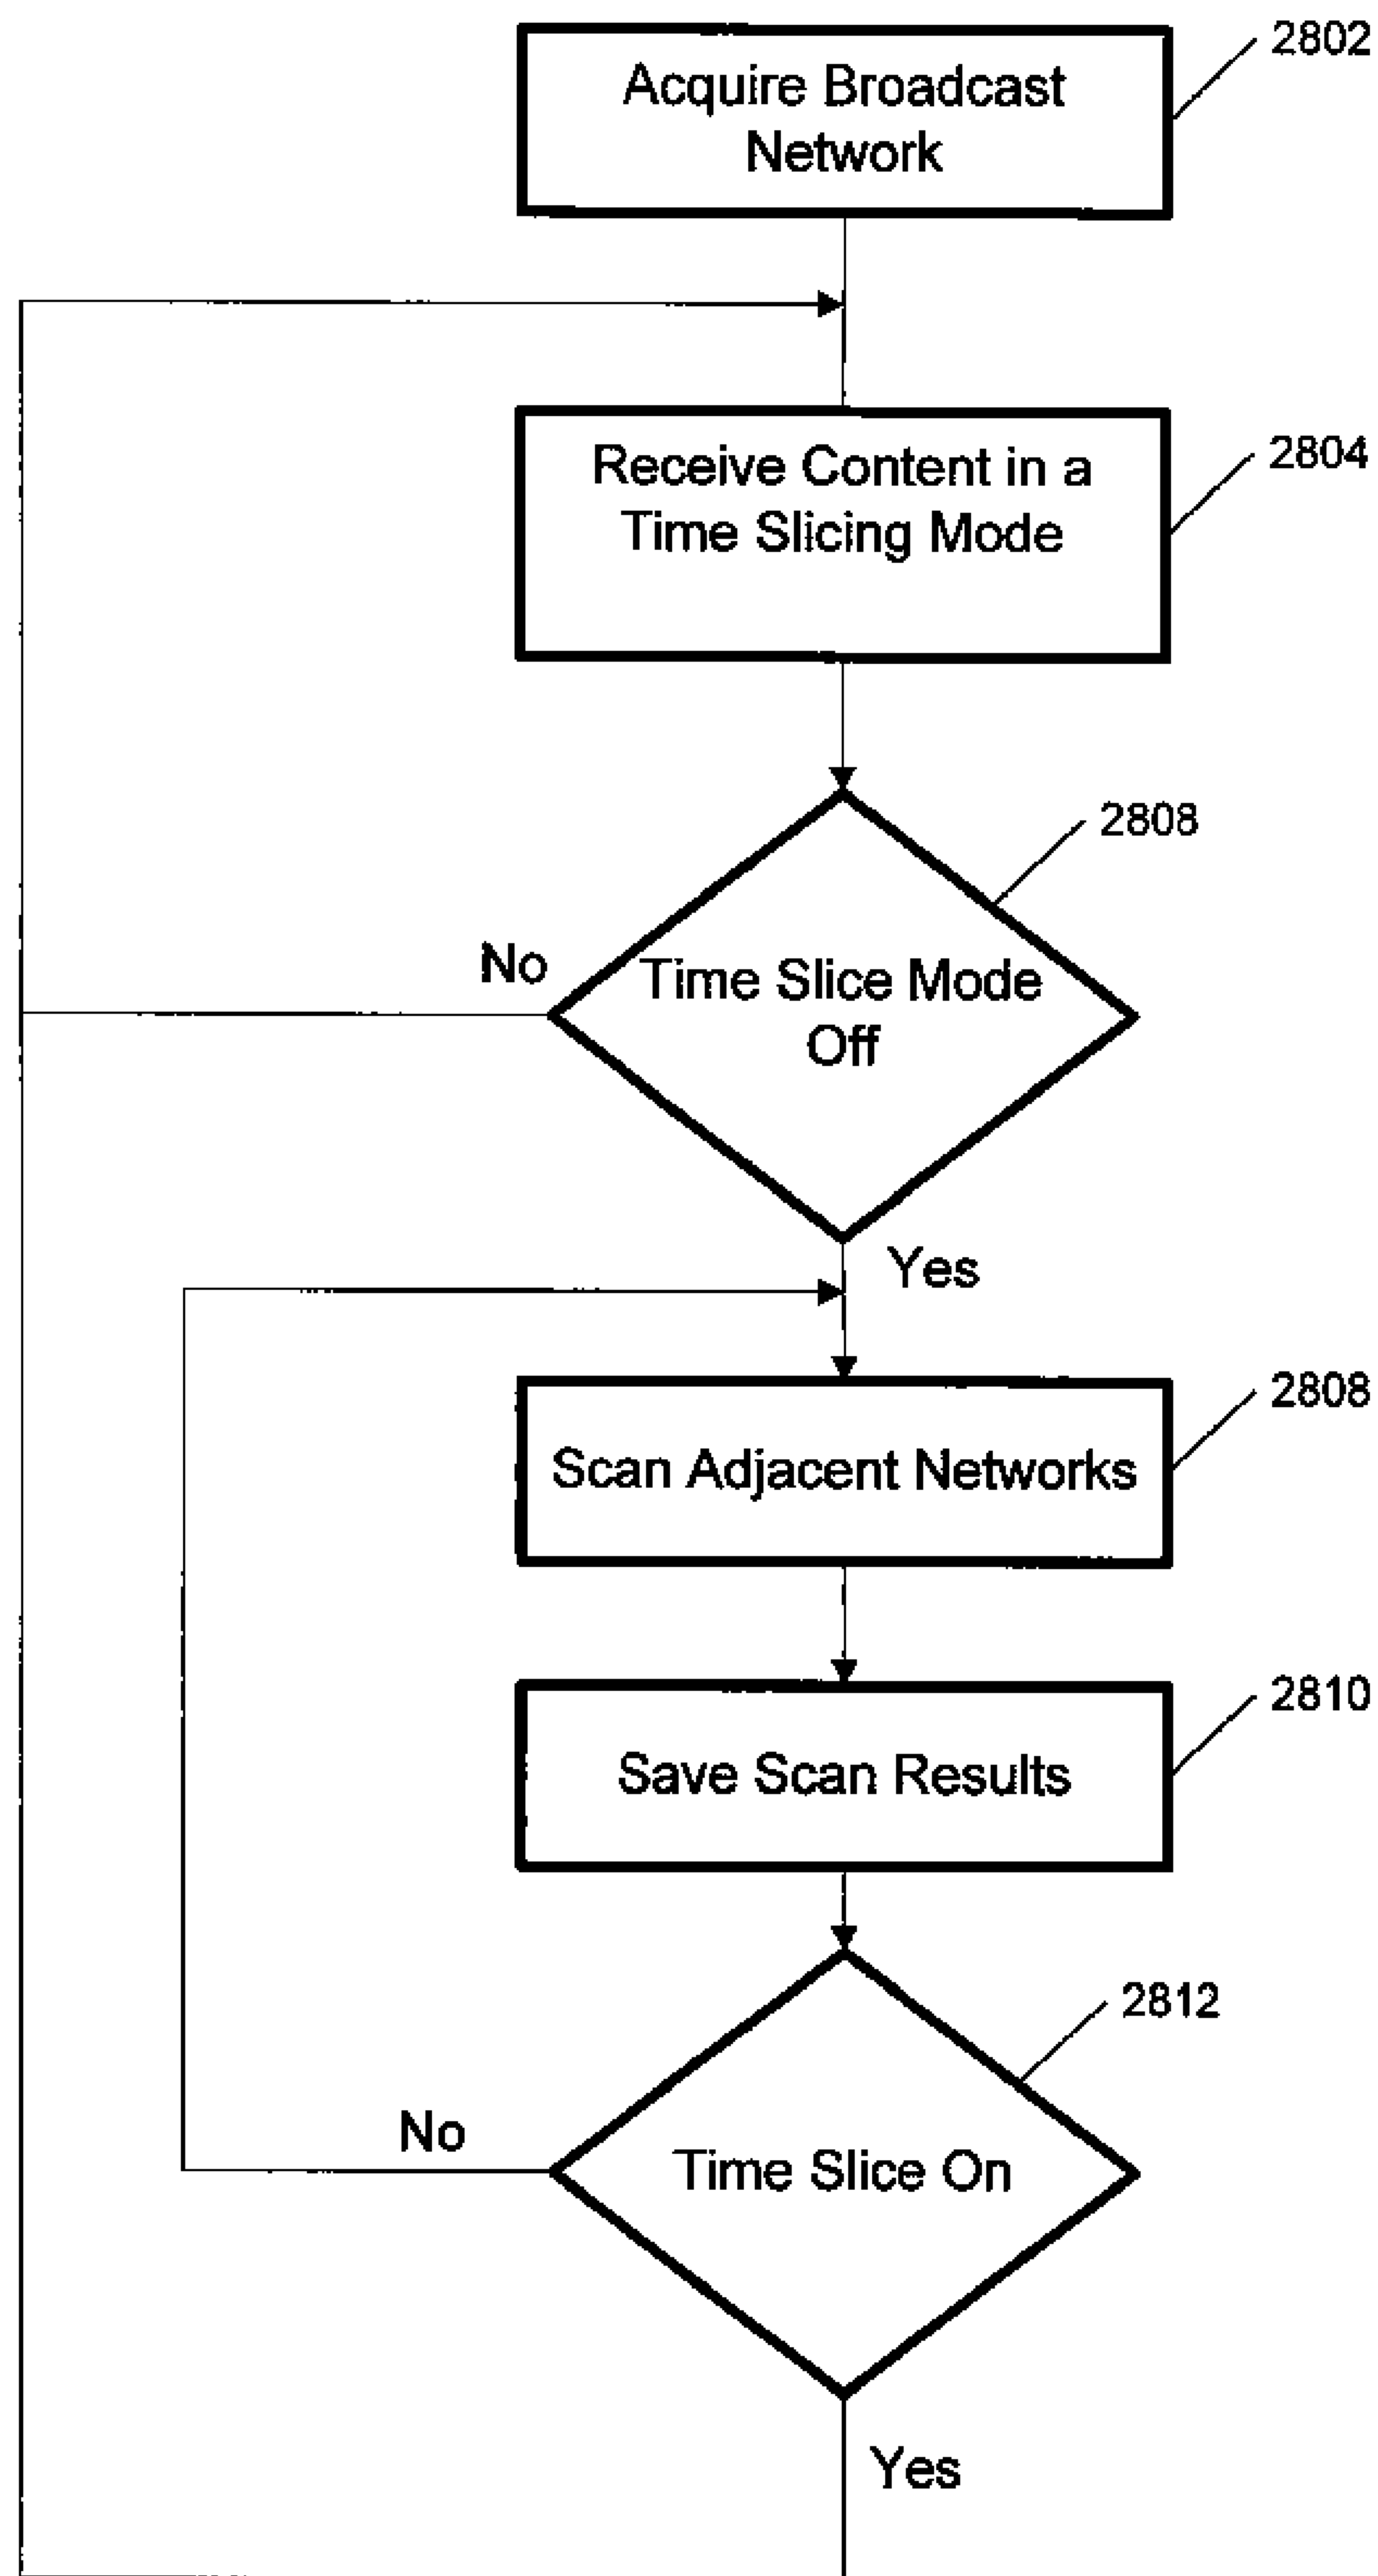 2802
Acquire Broadcast
Network
2804
Receive Content in a
Time Slicing Mode
2808
No
Time Slice Mode
Off
Yes
2808
Scan Adjacent Networks
2810
Save Scan Results
2812
No
Time Slice On
Yes